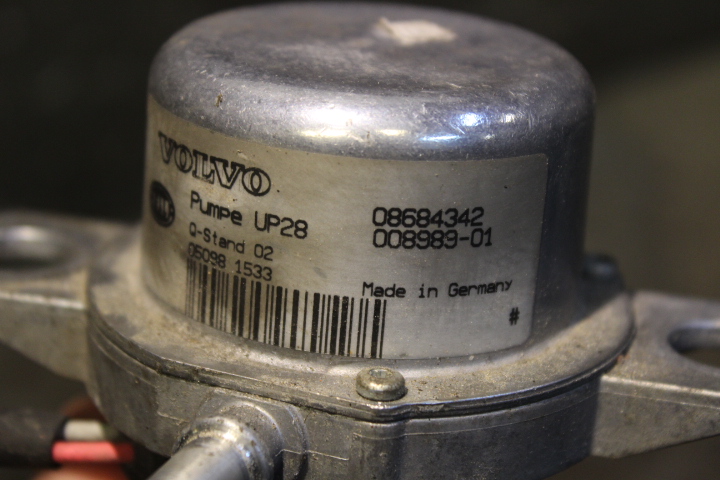 VOLVO
Pumpe UP28
Q-Stand 02
05098 1533
08684342
008989-01
Made in Germany
#